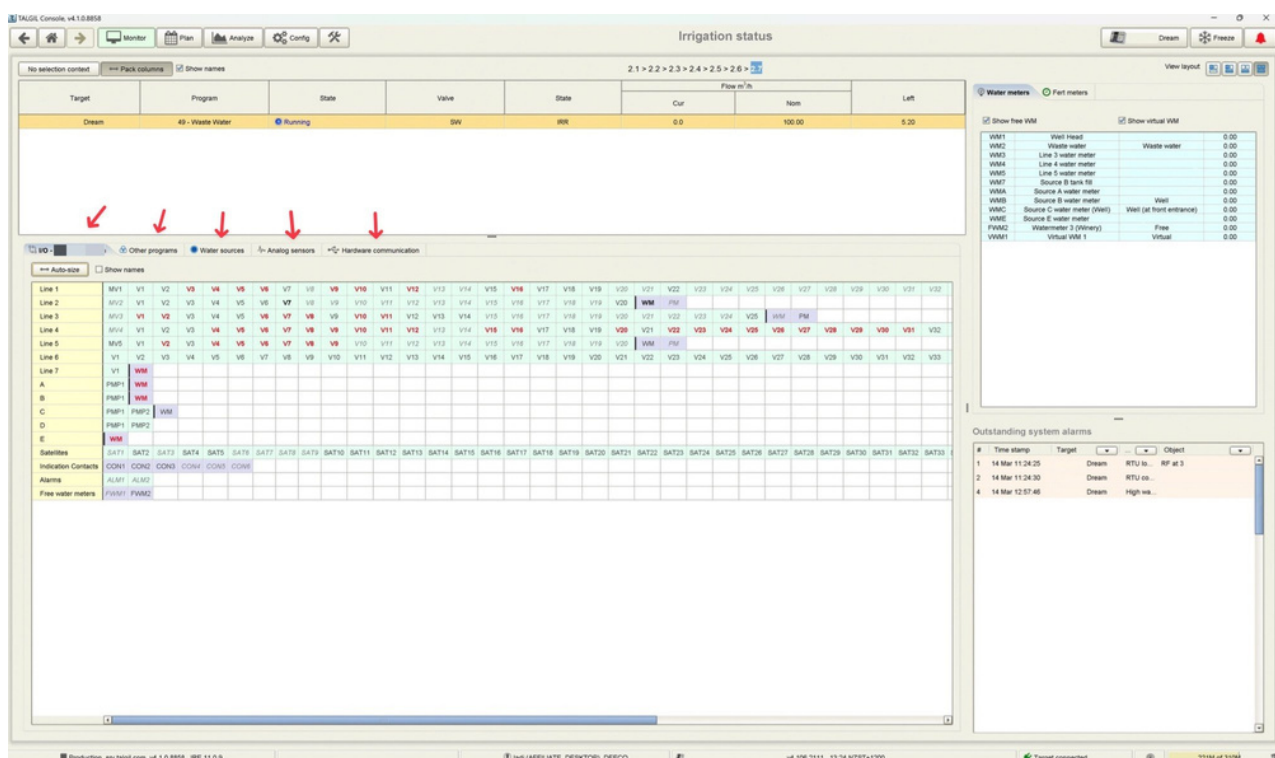 TALGIL Console, v4.1.0.8858
Monitor Plan Analyze Config Irrigation status Dream Freeze
No selection context Pack columns Show names 2.1 > 2.2 > 2.3 > 2.4 > 2.5 > 2.6 > 2.7 View layout
Target Program State Valve State Flow m³/h Left
Cur Nom
Dream 49 - Waste Water Running SW IRR 0.0 100.00 5.20
Water meters Fert meters
Show free WM Show virtual WM
WM1 Well Head 0.00
WM2 Waste water Waste water 0.00
WM3 Line 3 water meter 0.00
WM4 Line 4 water meter 0.00
WM5 Line 5 water meter 0.00
WM7 Source B tank fill 0.00
WMA Source A water meter 0.00
WMB Source B water meter Well 0.00
WMC Source C water meter (Well) Well (at front entrance) 0.00
WME Source E water meter 0.00
FWM2 Watermeter 3 (Winery) Free 0.00
VWM1 Virtual WM 1 Virtual 0.00
I/O - Other programs Water sources Analog sensors Hardware communication
Auto-size Show names
Line 1 MV1 V1 V2 V3 V4 V5 V6 V7 V8 V9 V10 V11 V12 V13 V14 V15 V16 V17 V18 V19 V20 V21 V22 V23 V24 V25 V26 V27 V28 V29 V30 V31 V32
Line 2 MV2 V1 V2 V3 V4 V5 V6 V7 V8 V9 V10 V11 V12 V13 V14 V15 V16 V17 V18 V19 V20 WM PM
Line 3 MV3 V1 V2 V3 V4 V5 V6 V7 V8 V9 V10 V11 V12 V13 V14 V15 V16 V17 V18 V19 V20 V21 V22 V23 V24 V25 WM PM
Line 4 MV4 V1 V2 V3 V4 V5 V6 V7 V8 V9 V10 V11 V12 V13 V14 V15 V16 V17 V18 V19 V20 V21 V22 V23 V24 V25 V26 V27 V28 V29 V30 V31 V32
Line 5 MV5 V1 V2 V3 V4 V5 V6 V7 V8 V9 V10 V11 V12 V13 V14 V15 V16 V17 V18 V19 V20 WM PM
Line 6 V1 V2 V3 V4 V5 V6 V7 V8 V9 V10 V11 V12 V14 V15 V16 V17 V18 V19 V20 V21 V22 V23 V24 V25 V26 V27 V28 V29 V30 V31 V32 V33
Line 7 V1 WM
A PMP1 WM
B PMP1 WM
C PMP1 PMP2 WM
D PMP1 PMP2
E WM
Satellites SAT1 SAT2 SAT3 SAT4 SAT5 SAT6 SAT7 SAT8 SAT9 SAT10 SAT11 SAT12 SAT13 SAT14 SAT15 SAT16 SAT17 SAT18 SAT19 SAT20 SAT21 SAT22 SAT23 SAT24 SAT25 SAT26 SAT27 SAT28 SAT29 SAT30 SAT31 SAT32 SAT33
Indication Contacts CON1 CON2 CON3 CON4 CON5 CON6
Alarms ALM1 ALM2
Free water meters FWM1 FWM2
Outstanding system alarms
# Time stamp Target ... Object
1 14 Mar 11:24:25 Dream RTU lo... RF at 3
2 14 Mar 11:24:30 Dream RTU co...
4 14 Mar 12:57:46 Dream High wa...